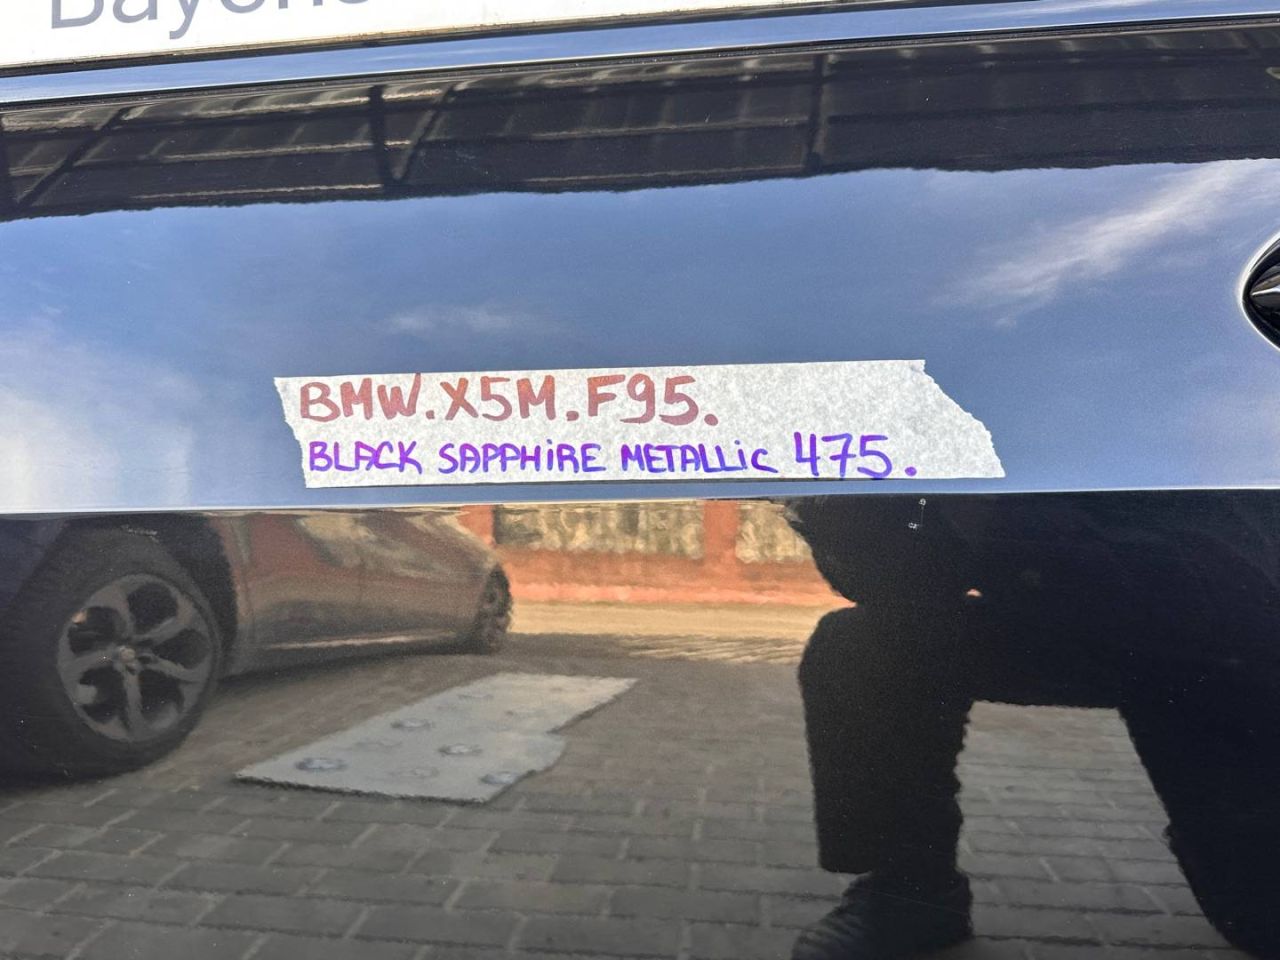 BMW.X5M.F95.
BLACK SAPPHiRE METALLiC 475.